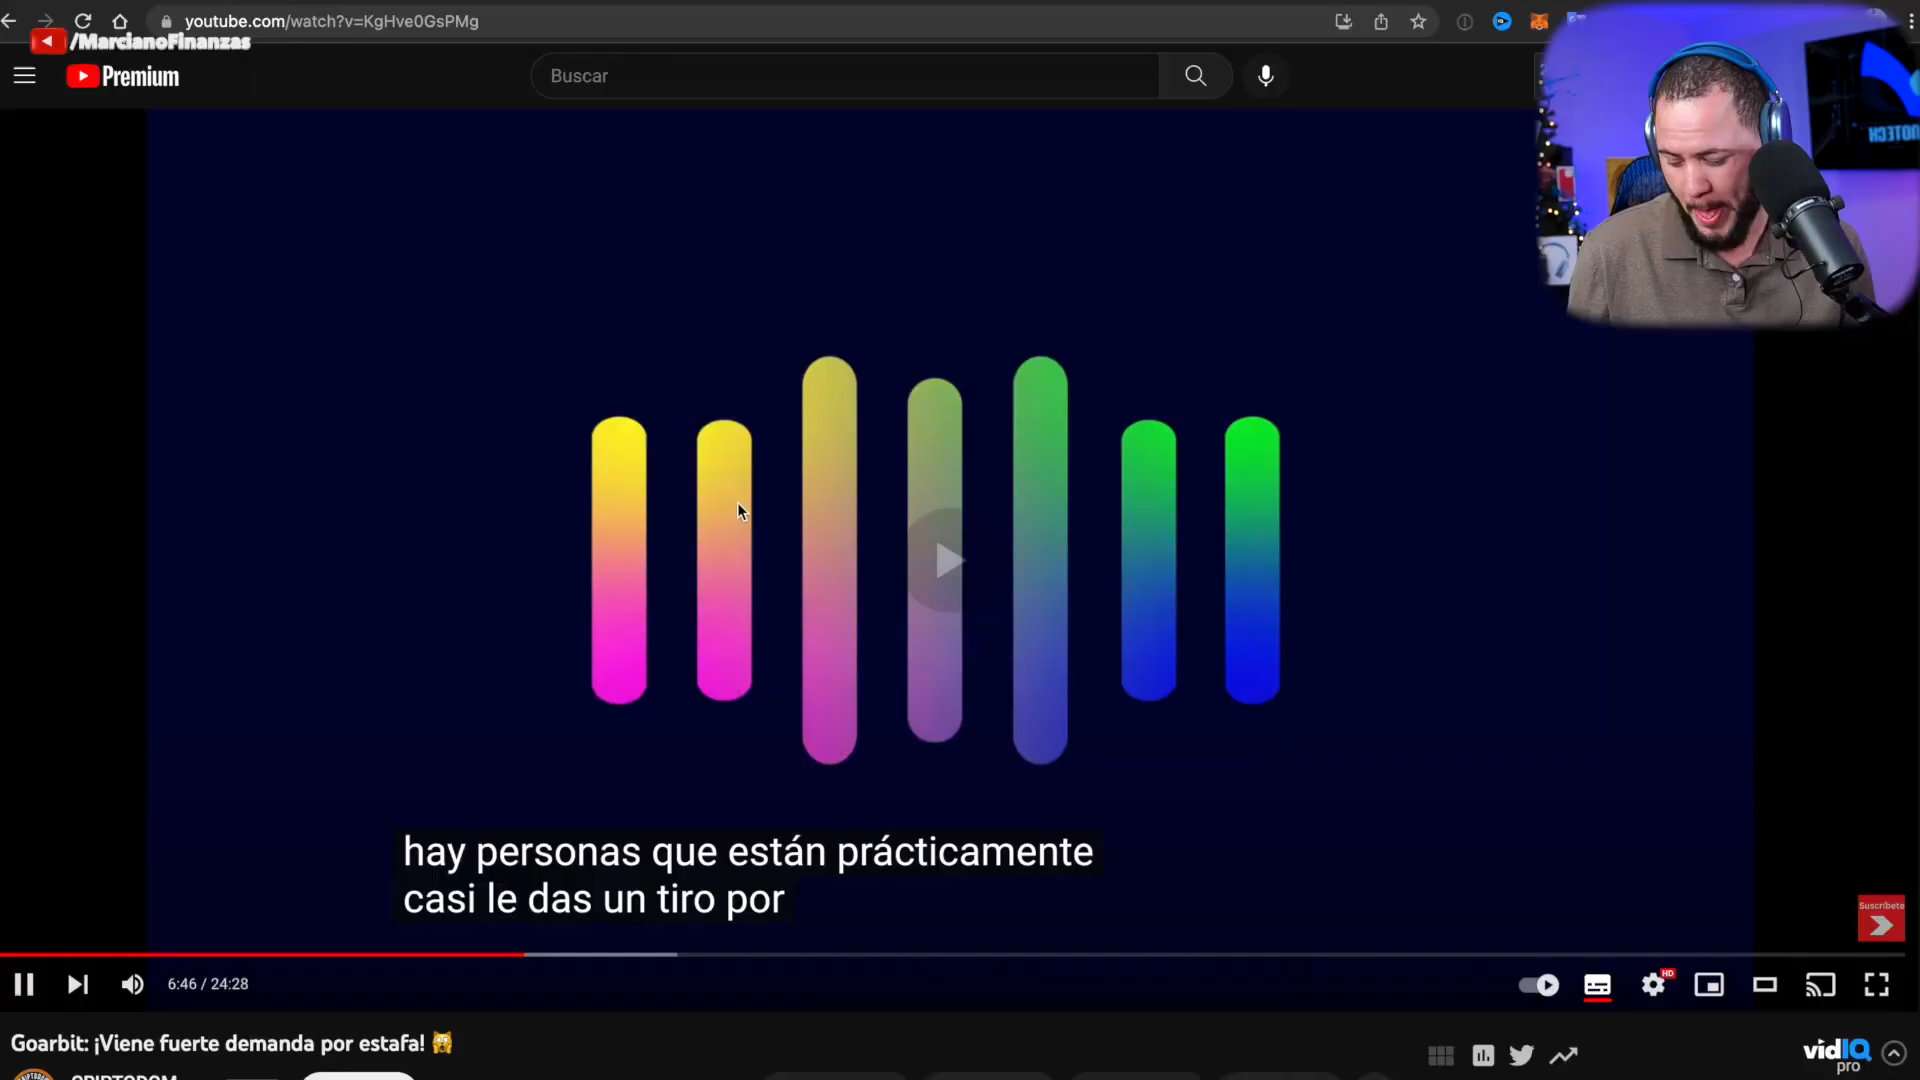 youtube.com/watch?v=KgHve0GsPMg
/MarcianoFinanzas
Premium
Buscar
hay personas que están prácticamente
casi le das un tiro por
Suscríbete
6:46 / 24:28
HD
Goarbit: ¡Viene fuerte demanda por estafa! 🙀
vidIQ
pro